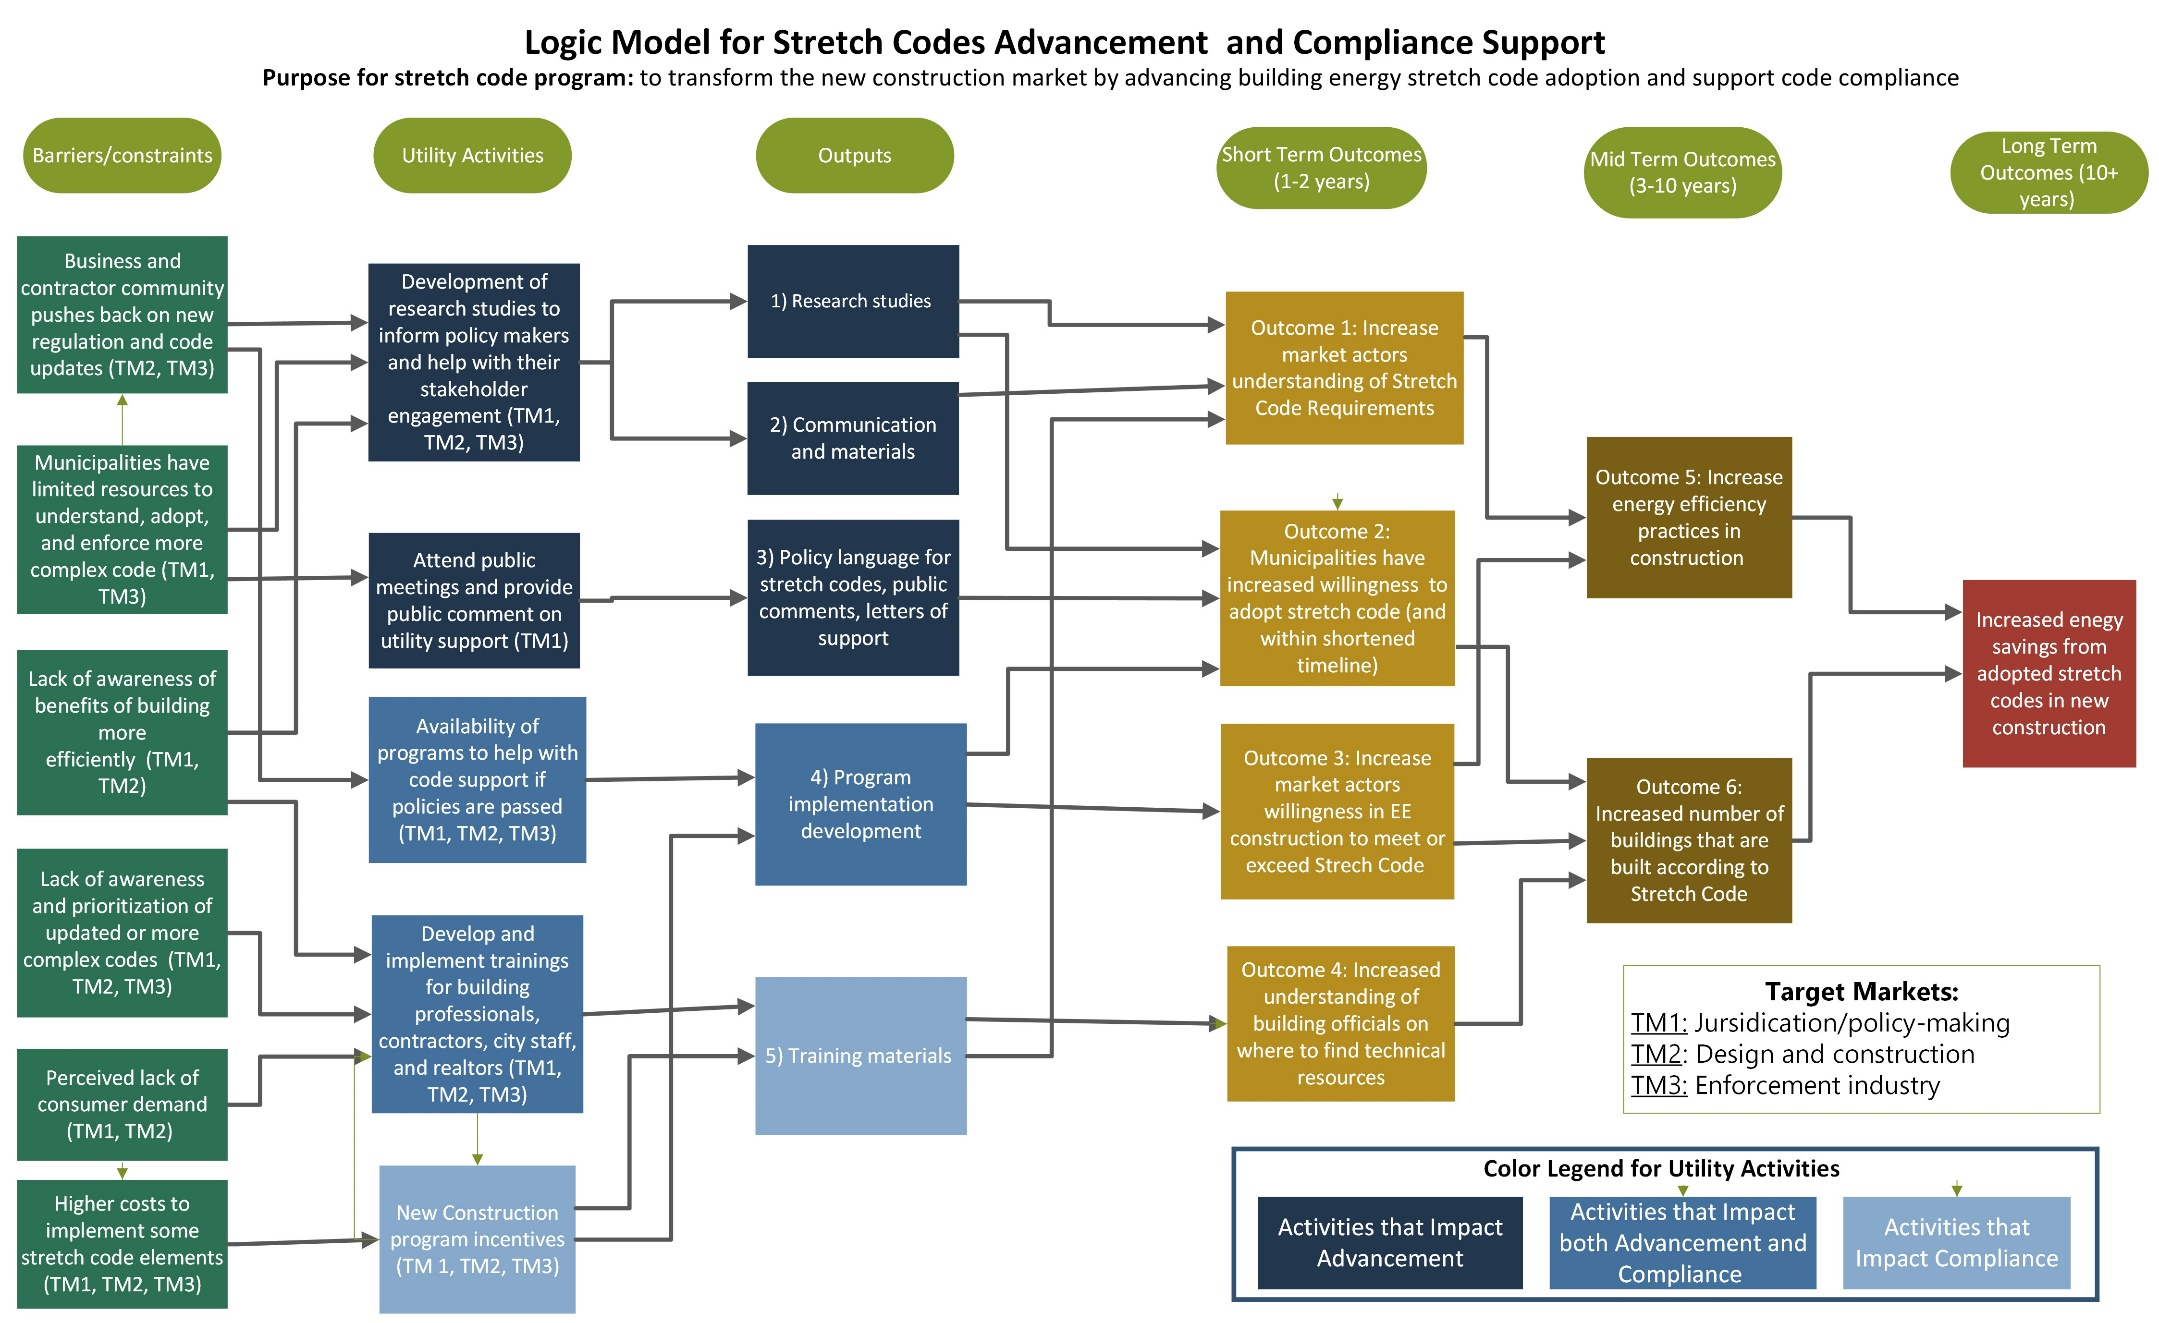 Logic Model for Stretch Codes Advancement and Compliance Support
Purpose for stretch code program: to transform the new construction market by advancing building energy stretch code adoption and support code compliance
Barriers/constraints
Utility Activities
Outputs
Short Term Outcomes
(1-2 years)
Mid Term Outcomes
(3-10 years)
Long Term
Outcomes (10+
years)
Business and
contractor community
pushes back on new
regulation and code
updates (TM2, TM3)
Municipalities have
limited resources to
understand, adopt,
and enforce more
complex code (TM1,
TM3)
Lack of awareness of
benefits of building
more
efficiently (TM1,
TM2)
Lack of awareness
and prioritization of
updated or more
complex codes (TM1,
TM2, TM3)
Perceived lack of
consumer demand
(TM1, TM2)
Higher costs to
implement some
stretch code elements
(TM1, TM2, TM3)
Development of
research studies to
inform policy makers
and help with their
stakeholder
engagement (TM1,
TM2, TM3)
Attend public
meetings and provide
public comment on
utility support (TM1)
Availability of
programs to help with
code support if
policies are passed
(TM1, TM2, TM3)
Develop and
implement trainings
for building
professionals,
contractors, city staff,
and realtors (TM1,
TM2, TM3)
New Construction
program incentives
(TM 1, TM2, TM3)
1) Research studies
2) Communication
and materials
3) Policy language for
stretch codes, public
comments, letters of
support
4) Program
implementation
development
5) Training materials
Outcome 1: Increase
market actors
understanding of Stretch
Code Requirements
Outcome 2:
Municipalities have
increased willingness to
adopt stretch code (and
within shortened
timeline)
Outcome 3: Increase
market actors
willingness in EE
construction to meet or
exceed Strech Code
Outcome 4: Increased
understanding of
building officials on
where to find technical
resources
Outcome 5: Increase
energy efficiency
practices in
construction
Outcome 6:
Increased number of
buildings that are
built according to
Stretch Code
Increased enegy
savings from
adopted stretch
codes in new
construction
Target Markets:
TM1: Jursidication/policy-making
TM2: Design and construction
TM3: Enforcement industry
Color Legend for Utility Activities
Activities that Impact
Advancement
Activities that Impact
both Advancement and
Compliance
Activities that
Impact Compliance